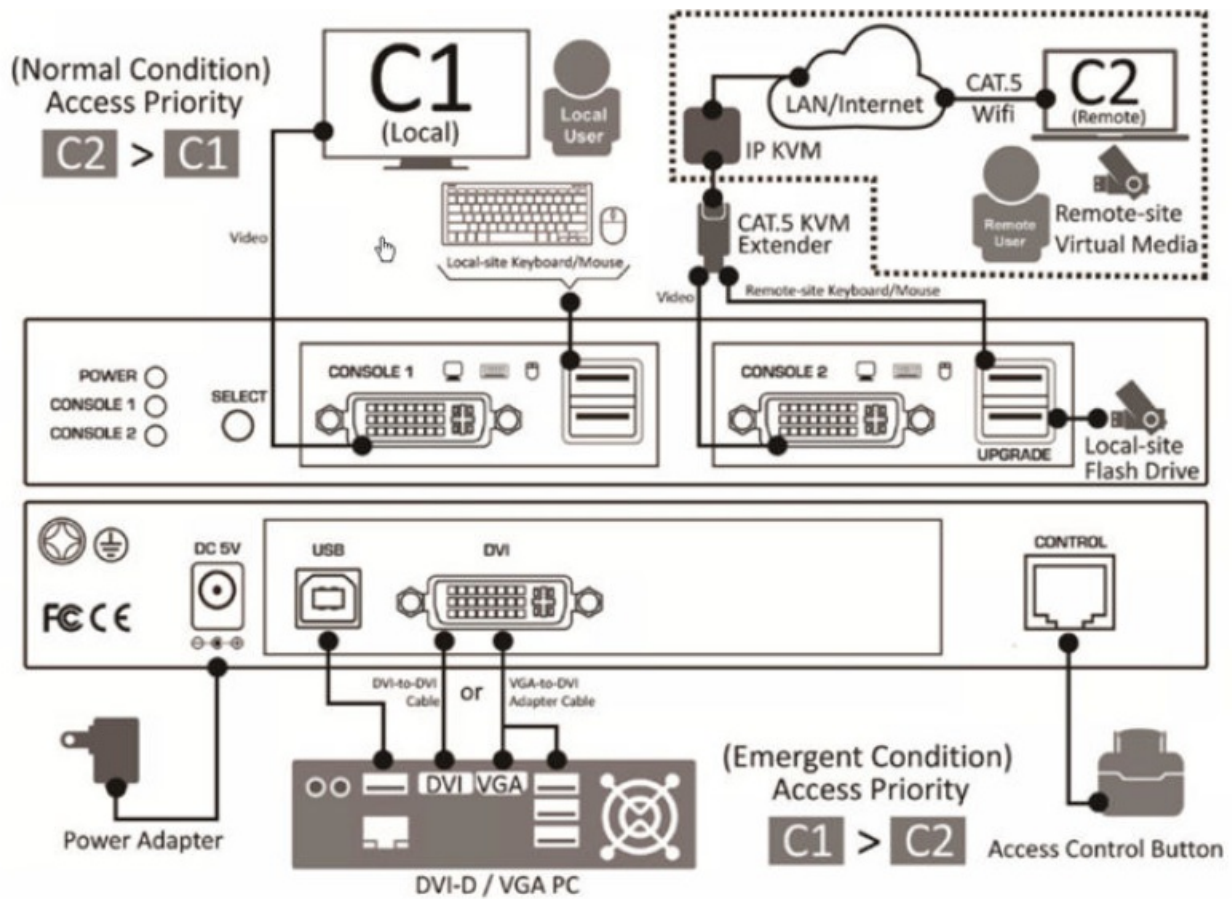 (Normal Condition)
Access Priority
C2 > C1
C1
(Local)
Local
User
LAN/Internet
CAT.5
Wifi
C2
(Remote)
IP KVM
CAT.5 KVM
Extender
Remote
User
Remote-site
Virtual Media
Video
Local-site Keyboard/Mouse
Video
Remote-site Keyboard/Mouse
POWER
CONSOLE 1
CONSOLE 2
SELECT
CONSOLE 1
CONSOLE 2
UPGRADE
Local-site
Flash Drive
DC 5V
USB
DVI
CONTROL
FC CE
DVI-to-DVI
Cable
or
VGA-to-DVI
Adapter Cable
DVI
VGA
Power Adapter
DVI-D / VGA PC
(Emergent Condition)
Access Priority
C1 > C2
Access Control Button